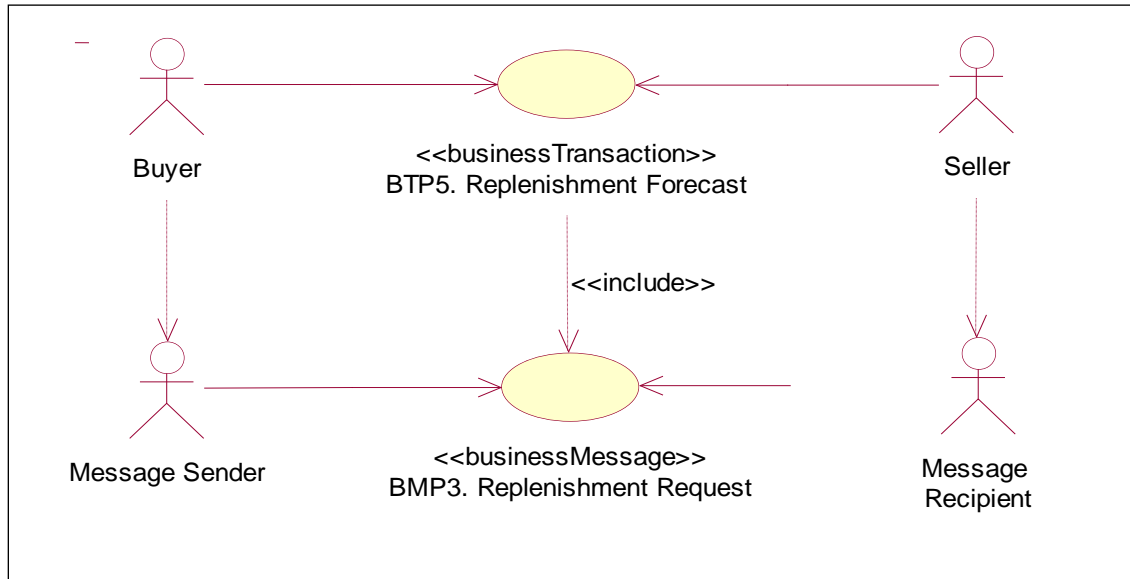 Buyer
<<businessTransaction>>
BTP5. Replenishment Forecast
Seller
<<include>>
Message Sender
<<businessMessage>>
BMP3. Replenishment Request
Message
Recipient